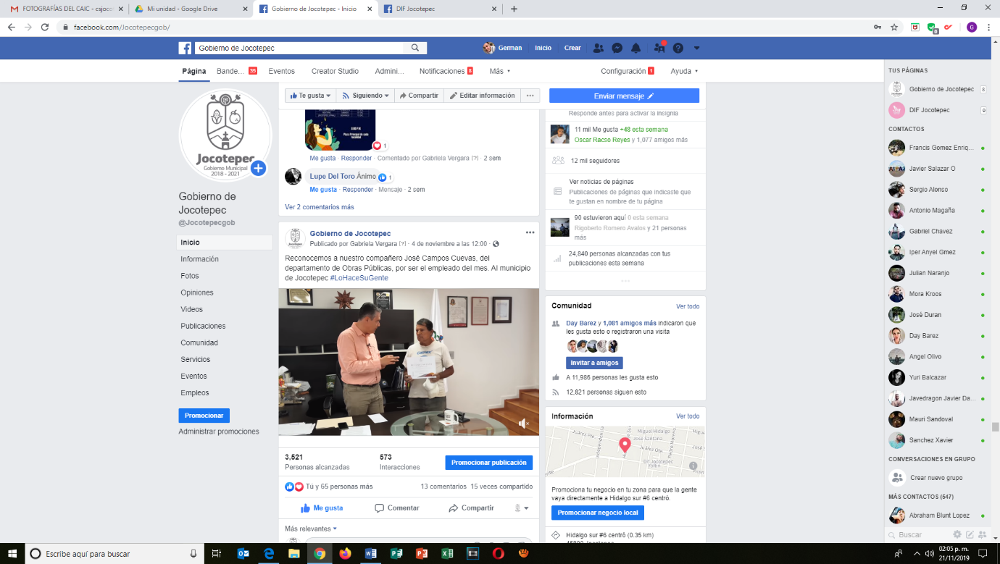 FOTOGRAFÍAS DEL CAIC - csjoco
Mi unidad - Google Drive
Gobierno de Jocotepec - Inicio
DIF Jocotepec
facebook.com/Jocotepecgob/
Gobierno de Jocotepec
German
Inicio
Crear
Página
Bande... 35
Eventos
Creator Studio
Admini...
Notificaciones 8
Más
Configuración 1
Ayuda
Jocotepec
Gobierno Municipal
2018 - 2021
Gobierno de
Jocotepec
@Jocotepecgob
Inicio
Información
Fotos
Opiniones
Videos
Publicaciones
Comunidad
Servicios
Eventos
Empleos
Promocionar
Administrar promociones
Te gusta
Siguiendo
Compartir
Editar información
Me gusta · Responder · Comentado por Gabriela Vergara [?] · 2 sem
Lupe Del Toro Ánimo 1
Me gusta · Responder · Mensaje · 2 sem
Ver 2 comentarios más
Gobierno de Jocotepec
Publicado por Gabriela Vergara [?] · 4 de noviembre a las 12:00 ·
Reconocemos a nuestro compañero José Campos Cuevas, del
departamento de Obras Públicas, por ser el empleado del mes. Al municipio
de Jocotepec #LoHaceSuGente
3,521
Personas alcanzadas
573
Interacciones
Promocionar publicación
Tú y 65 personas más
13 comentarios 15 veces compartido
Me gusta
Comentar
Compartir
Más relevantes
Enviar mensaje
Responde antes para activar la insignia
11 mil Me gusta +48 esta semana
Oscar Racso Reyes y 1,077 amigos más
12 mil seguidores
Ver noticias de páginas
Publicaciones de páginas que indicaste que
te gustan en nombre de tu página
90 estuvieron aquí 0 esta semana
Rigoberto Romero Avalos y 21 personas
más
24,840 personas alcanzadas con tus
publicaciones esta semana
Comunidad
Ver todo
Day Barez y 1,081 amigos más indicaron que
les gusta esto o registraron una visita
Invitar a amigos
A 11,986 personas les gusta esto
12,821 personas siguen esto
Información
Ver todo
Juárez Pte.
Independencia
Miguel Hidalgo
José Santana
Juárez Ote.
Pedro Moreno
Dif Jocotepec
Promociona tu negocio en tu zona para que la gente
vaya directamente a Hidalgo sur #6 centró.
Promocionar negocio local
Hidalgo sur #6 centró (0.35 km)
TUS PÁGINAS
Gobierno de Jocotepec 8
DIF Jocotepec
CONTACTOS
Francis Gomez Enriq...
Javier Salazar O
Sergio Alonso
Antonio Magaña
Gabriel Chavez
Iper Anyel Gmez
Julian Naranjo
Mora Kroos
Josè Duran
Day Barez
Angel Olivo
Yuri Balcazar
Javedragon Javier Da...
Mauri Sandoval
Sanchez Xavier
CONVERSACIONES EN GRUPO
Crear nuevo grupo
MÁS CONTACTOS (547)
Abraham Blunt Lopez
Buscar
Escribe aquí para buscar
02:05 p. m.
21/11/2019